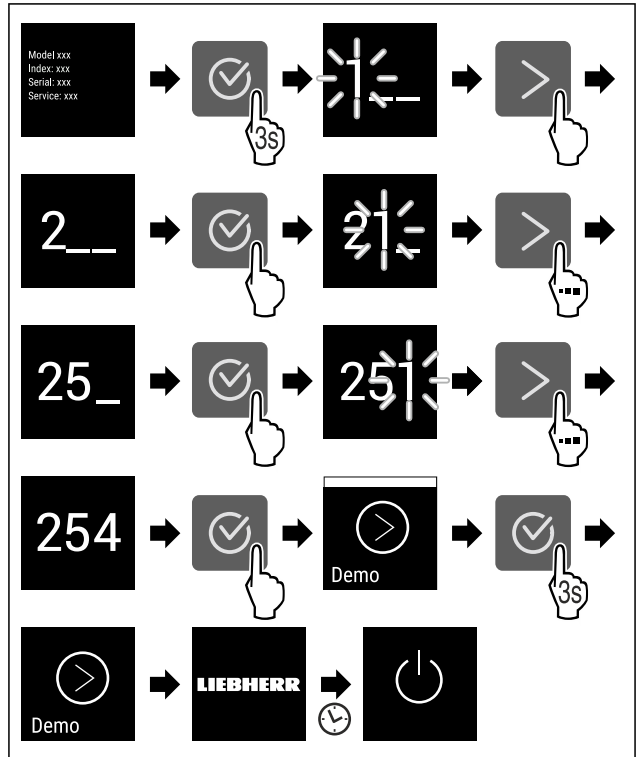 Model xxx
Index: xxx
Serial: xxx
Service: xxx
3s
1__
2__
21_
25_
251
254
Demo
3s
Demo
LIEBHERR